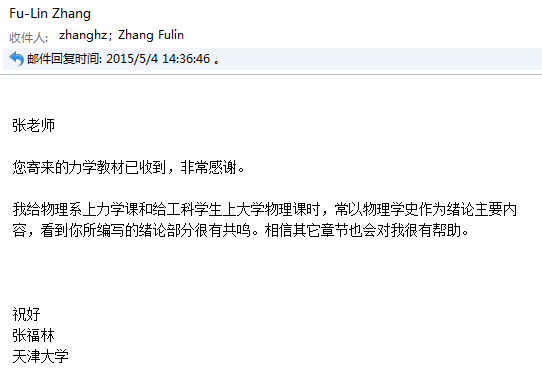 Fu-Lin Zhang
收件人: zhanghz; Zhang Fulin
邮件回复时间: 2015/5/4 14:36:46 。
张老师
您寄来的力学教材已收到，非常感谢。
我给物理系上力学课和给工科学生上大学物理课时，常以物理学史作为绪论主要内
容，看到你所编写的绪论部分很有共鸣。相信其它章节也会对我很有帮助。
祝好
张福林
天津大学